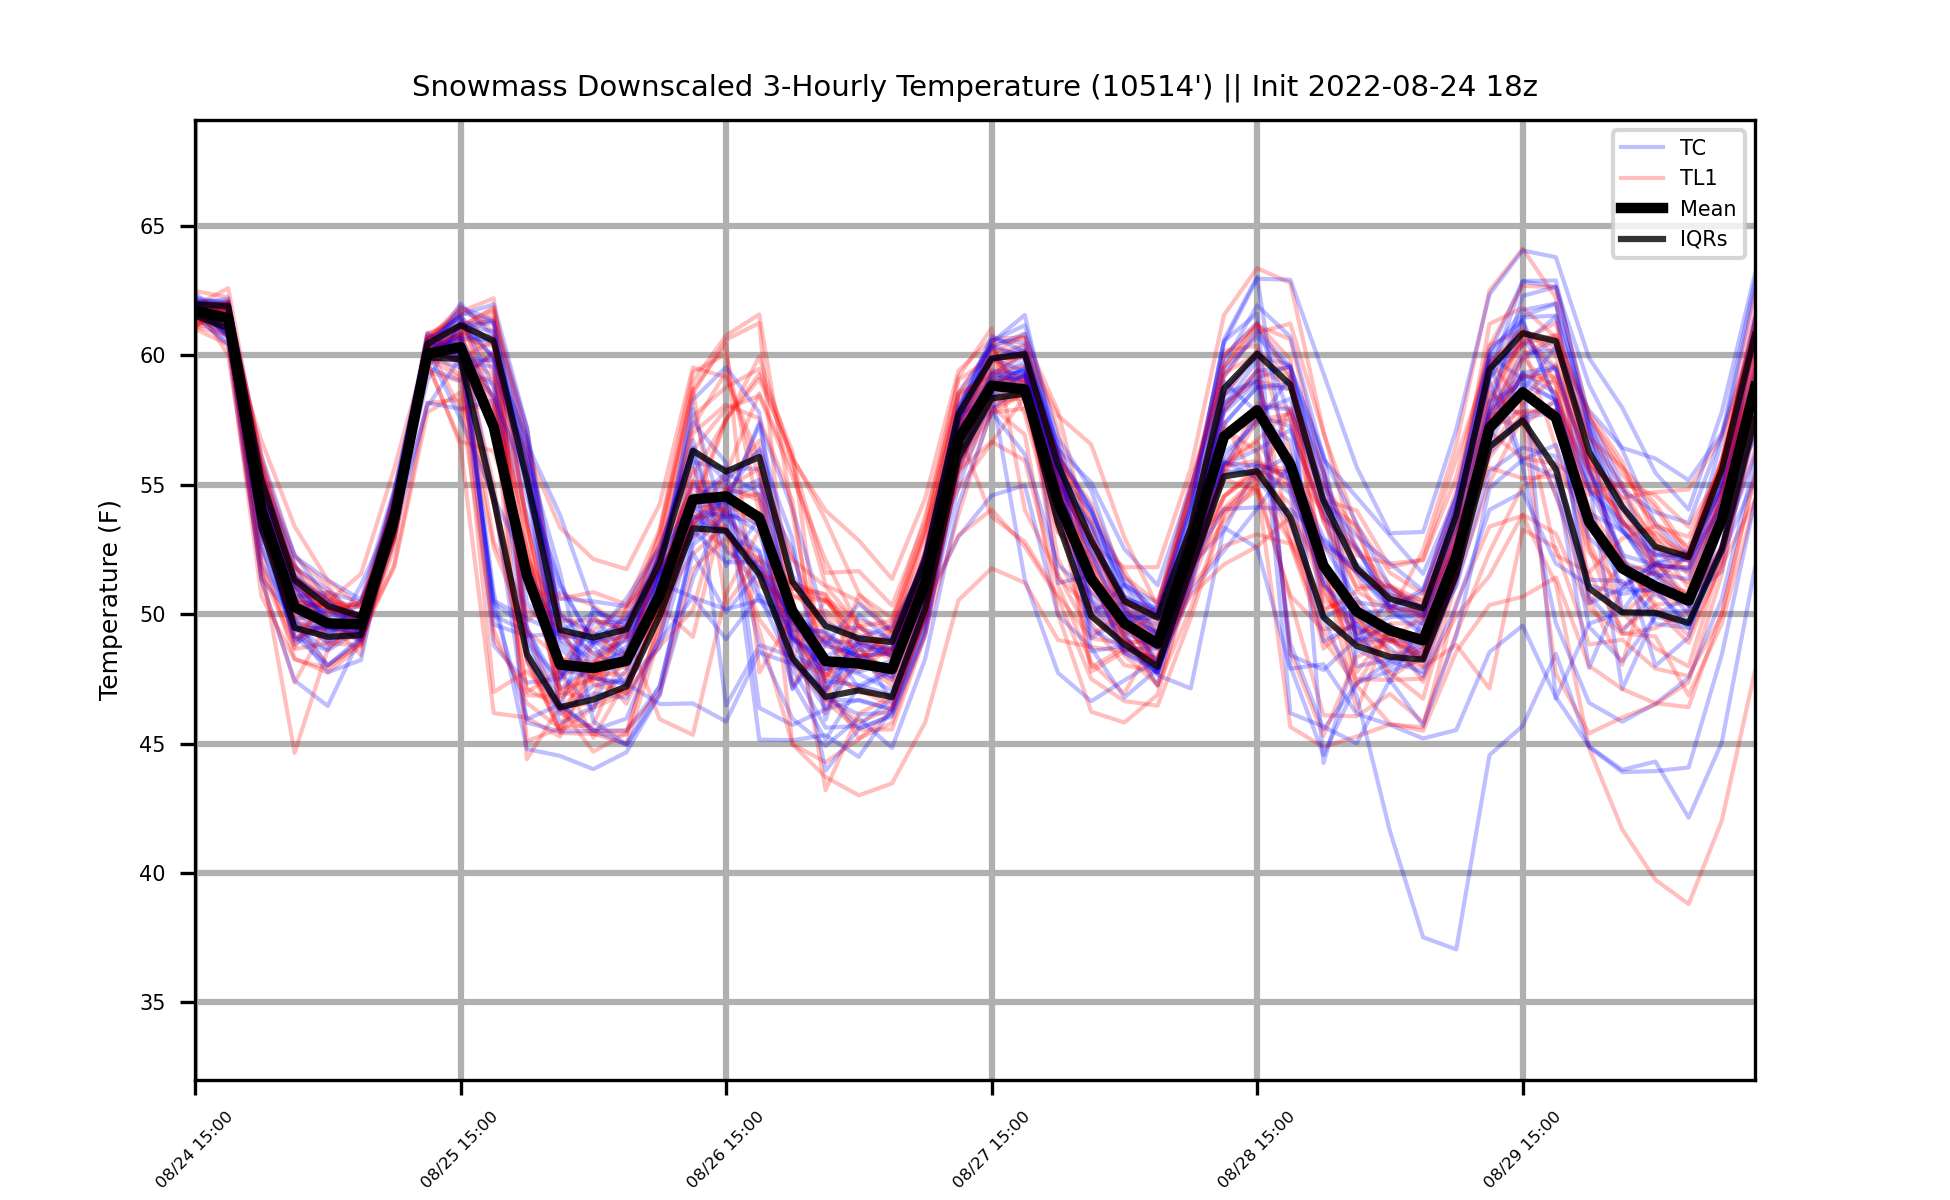 Snowmass Downscaled 3-Hourly Temperature (10514') || Init 2022-08-24 18z
TC
TL1
Mean
IQRs
Temperature (F)
65
60
55
50
45
40
35
08/24 15:00
08/25 15:00
08/26 15:00
08/27 15:00
08/28 15:00
08/29 15:00